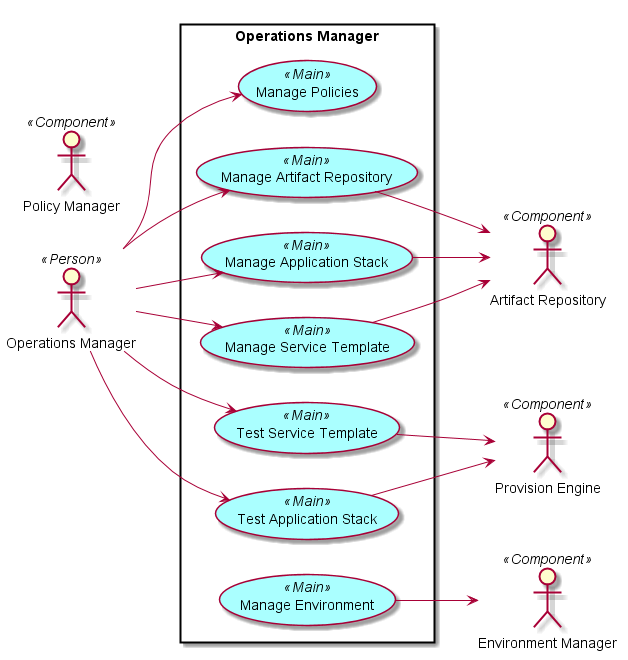 Operations Manager
«Main»
Manage Policies
«Component»
Policy Manager
«Main»
Manage Artifact Repository
«Component»
Artifact Repository
«Person»
Operations Manager
«Main»
Manage Application Stack
«Main»
Manage Service Template
«Main»
Test Service Template
«Component»
Provision Engine
«Main»
Test Application Stack
«Main»
Manage Environment
«Component»
Environment Manager